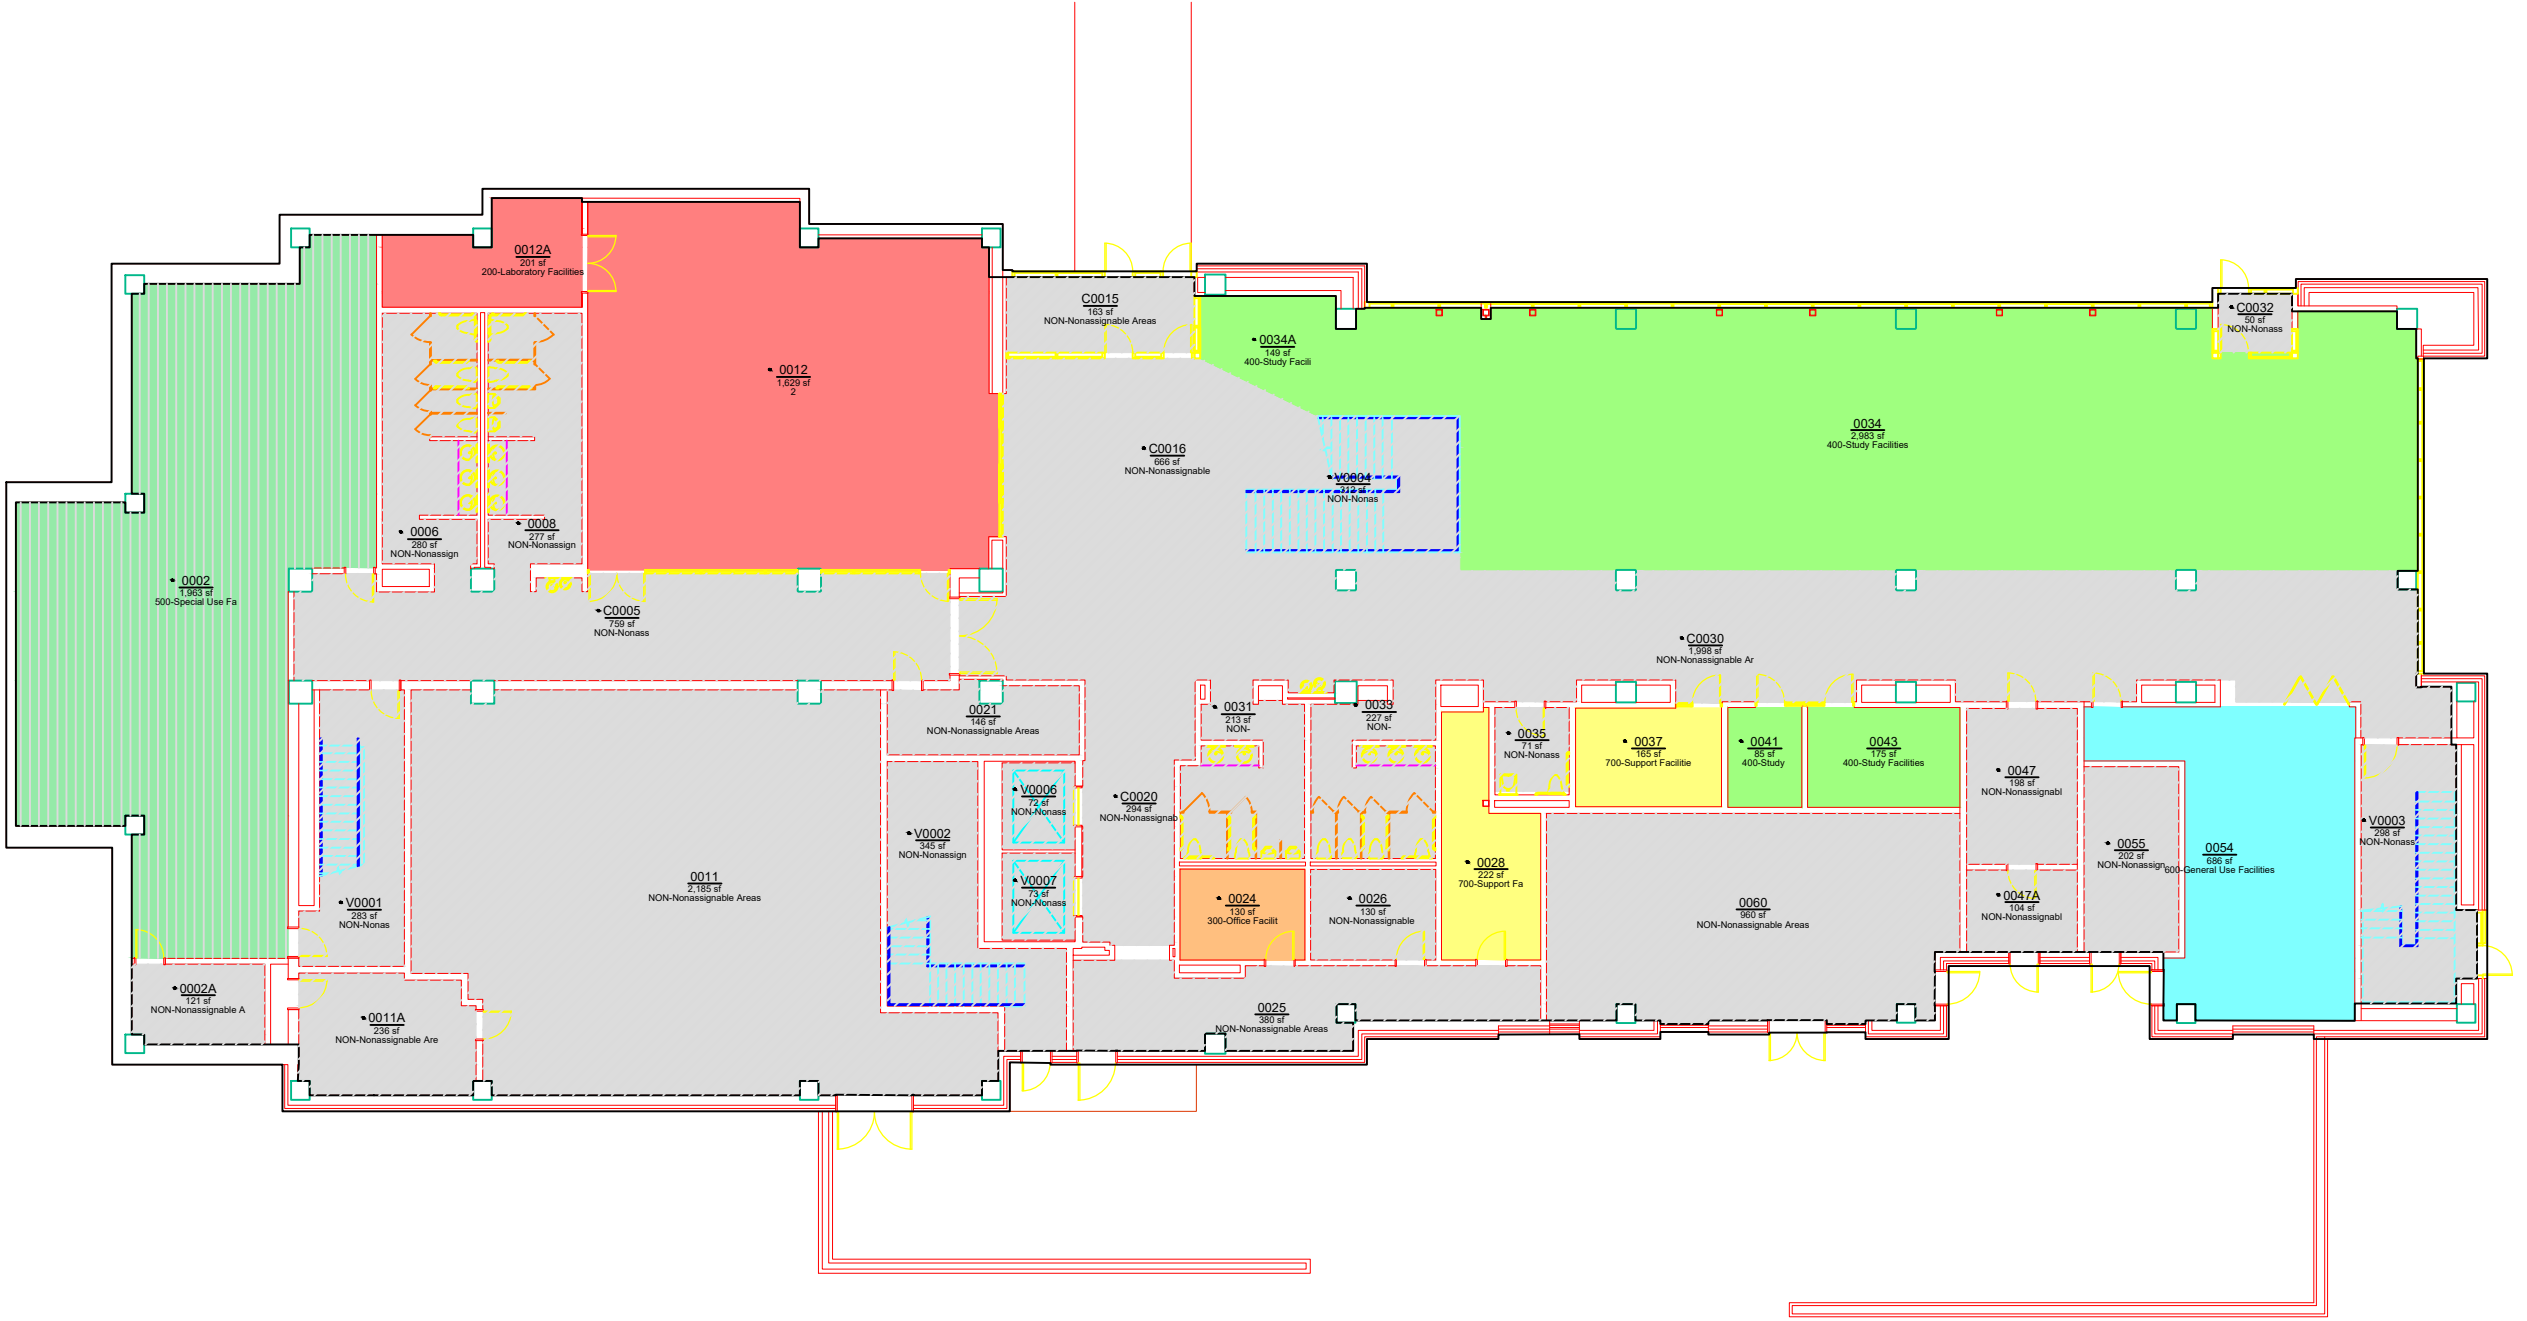 0012A
201 sf
200-Laboratory Facilities
C0015
163 sf
NON-Nonassignable Areas
C0032
50 sf
NON-Nonass
0034A
149 sf
400-Study Facili
0012
1,629 sf
2
0034
2,983 sf
400-Study Facilities
C0016
666 sf
NON-Nonassignable
V0004
312 sf
NON-Nonas
0006
280 sf
NON-Nonassign
0008
277 sf
NON-Nonassign
0002
1,963 sf
500-Special Use Fa
C0005
759 sf
NON-Nonass
C0030
1,998 sf
NON-Nonassignable Ar
0021
146 sf
NON-Nonassignable Areas
0031
213 sf
NON-
0033
227 sf
NON-
0035
71 sf
NON-Nonass
0037
165 sf
700-Support Facilitie
0041
85 sf
400-Study
0043
175 sf
400-Study Facilities
0047
198 sf
NON-Nonassignabl
V0006
72 sf
NON-Nonass
C0020
294 sf
NON-Nonassignab
V0002
345 sf
NON-Nonassign
V0003
298 sf
NON-Nonass
0055
202 sf
NON-Nonassign
0054
686 sf
600-General Use Facilities
0028
222 sf
700-Support Fa
0011
2,185 sf
NON-Nonassignable Areas
V0007
73 sf
NON-Nonass
V0001
283 sf
NON-Nonas
0024
130 sf
300-Office Facilit
0026
130 sf
NON-Nonassignable
0060
960 sf
NON-Nonassignable Areas
0047A
104 sf
NON-Nonassignabl
0002A
121 sf
NON-Nonassignable A
0011A
236 sf
NON-Nonassignable Are
0025
380 sf
NON-Nonassignable Areas